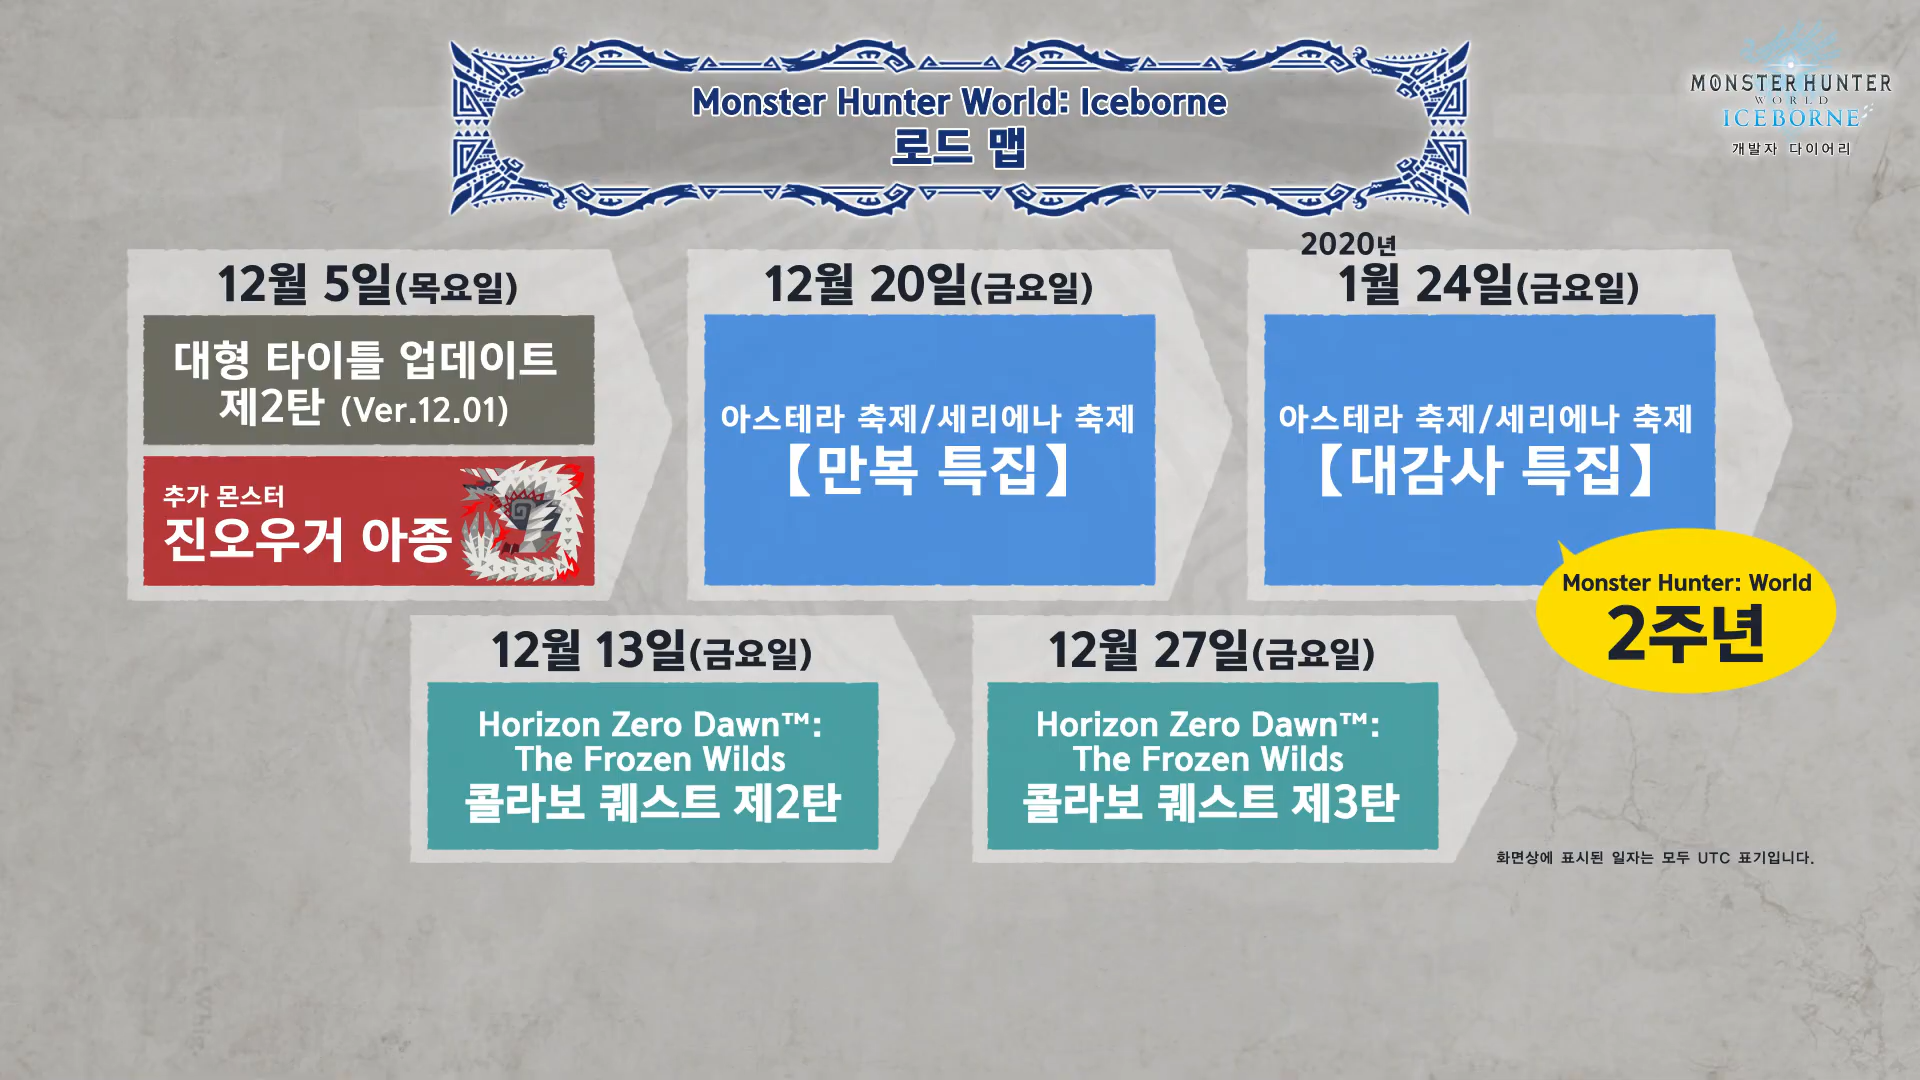 Monster Hunter World: Iceborne
로드 맵
MONSTER HUNTER
WORLD
ICEBORNE
개발자 다이어리
12월 5일(목요일)
대형 타이틀 업데이트
제2탄 (Ver.12.01)
추가 몬스터
진오우거 아종
12월 20일(금요일)
아스테라 축제/세리에나 축제
【만복 특집】
2020년
1월 24일(금요일)
아스테라 축제/세리에나 축제
【대감사 특집】
Monster Hunter: World
2주년
12월 13일(금요일)
Horizon Zero Dawn™:
The Frozen Wilds
콜라보 퀘스트 제2탄
12월 27일(금요일)
Horizon Zero Dawn™:
The Frozen Wilds
콜라보 퀘스트 제3탄
화면상에 표시된 일자는 모두 UTC 표기입니다.